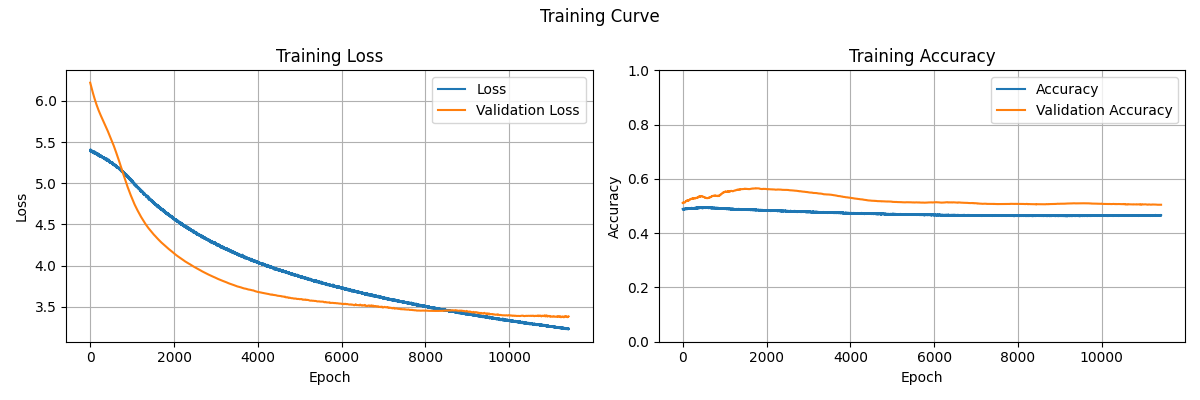 Training Curve
Training Loss
Loss
Validation Loss
6.0
5.5
5.0
4.5
4.0
3.5
Loss
0 2000 4000 6000 8000 10000
Epoch
Training Accuracy
Accuracy
Validation Accuracy
1.0
0.8
0.6
0.4
0.2
0.0
Accuracy
0 2000 4000 6000 8000 10000
Epoch